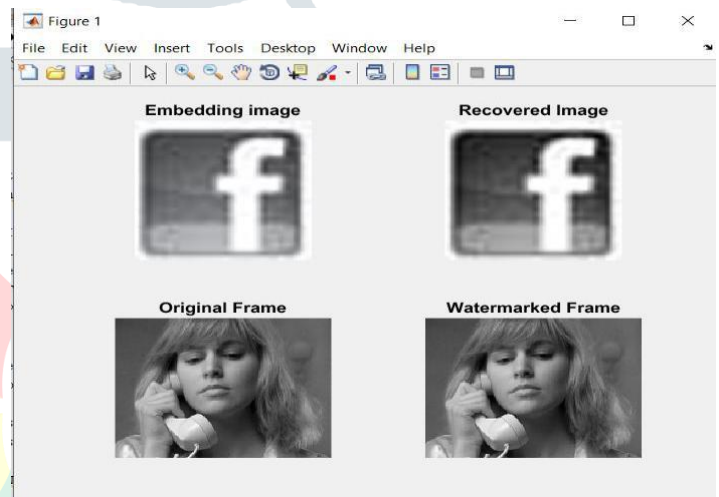 Figure 1
File Edit View Insert Tools Desktop Window Help
Embedding image Recovered Image
f f
Original Frame Watermarked Frame